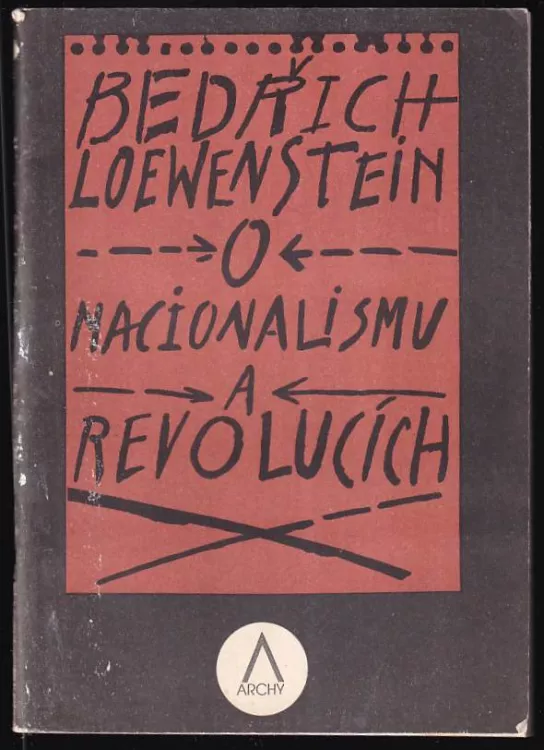 BEDŘICH
LOEWENSTEIN
O
NACIONALISMU
A
REVOLUCÍCH
ARCHY